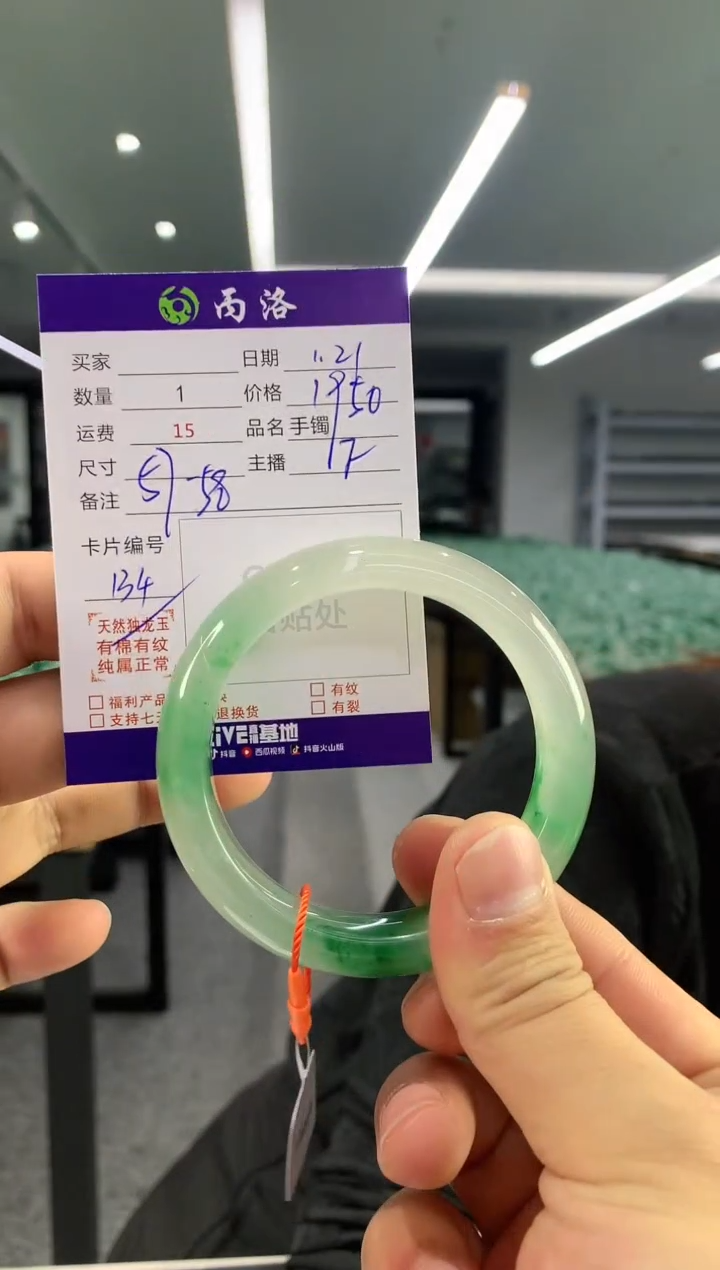 丙洛
买家 日期 1.21
数量 1 价格 1950
运费 15 品名 手镯
尺寸 57-58 主播 17
备注
卡片编号
134
贴处
天然独龙玉
有棉有纹
纯属正常
福利产品 有纹
支持七天 退换货 有裂
LIVE 基地
抖音 西瓜视频 抖音火山版